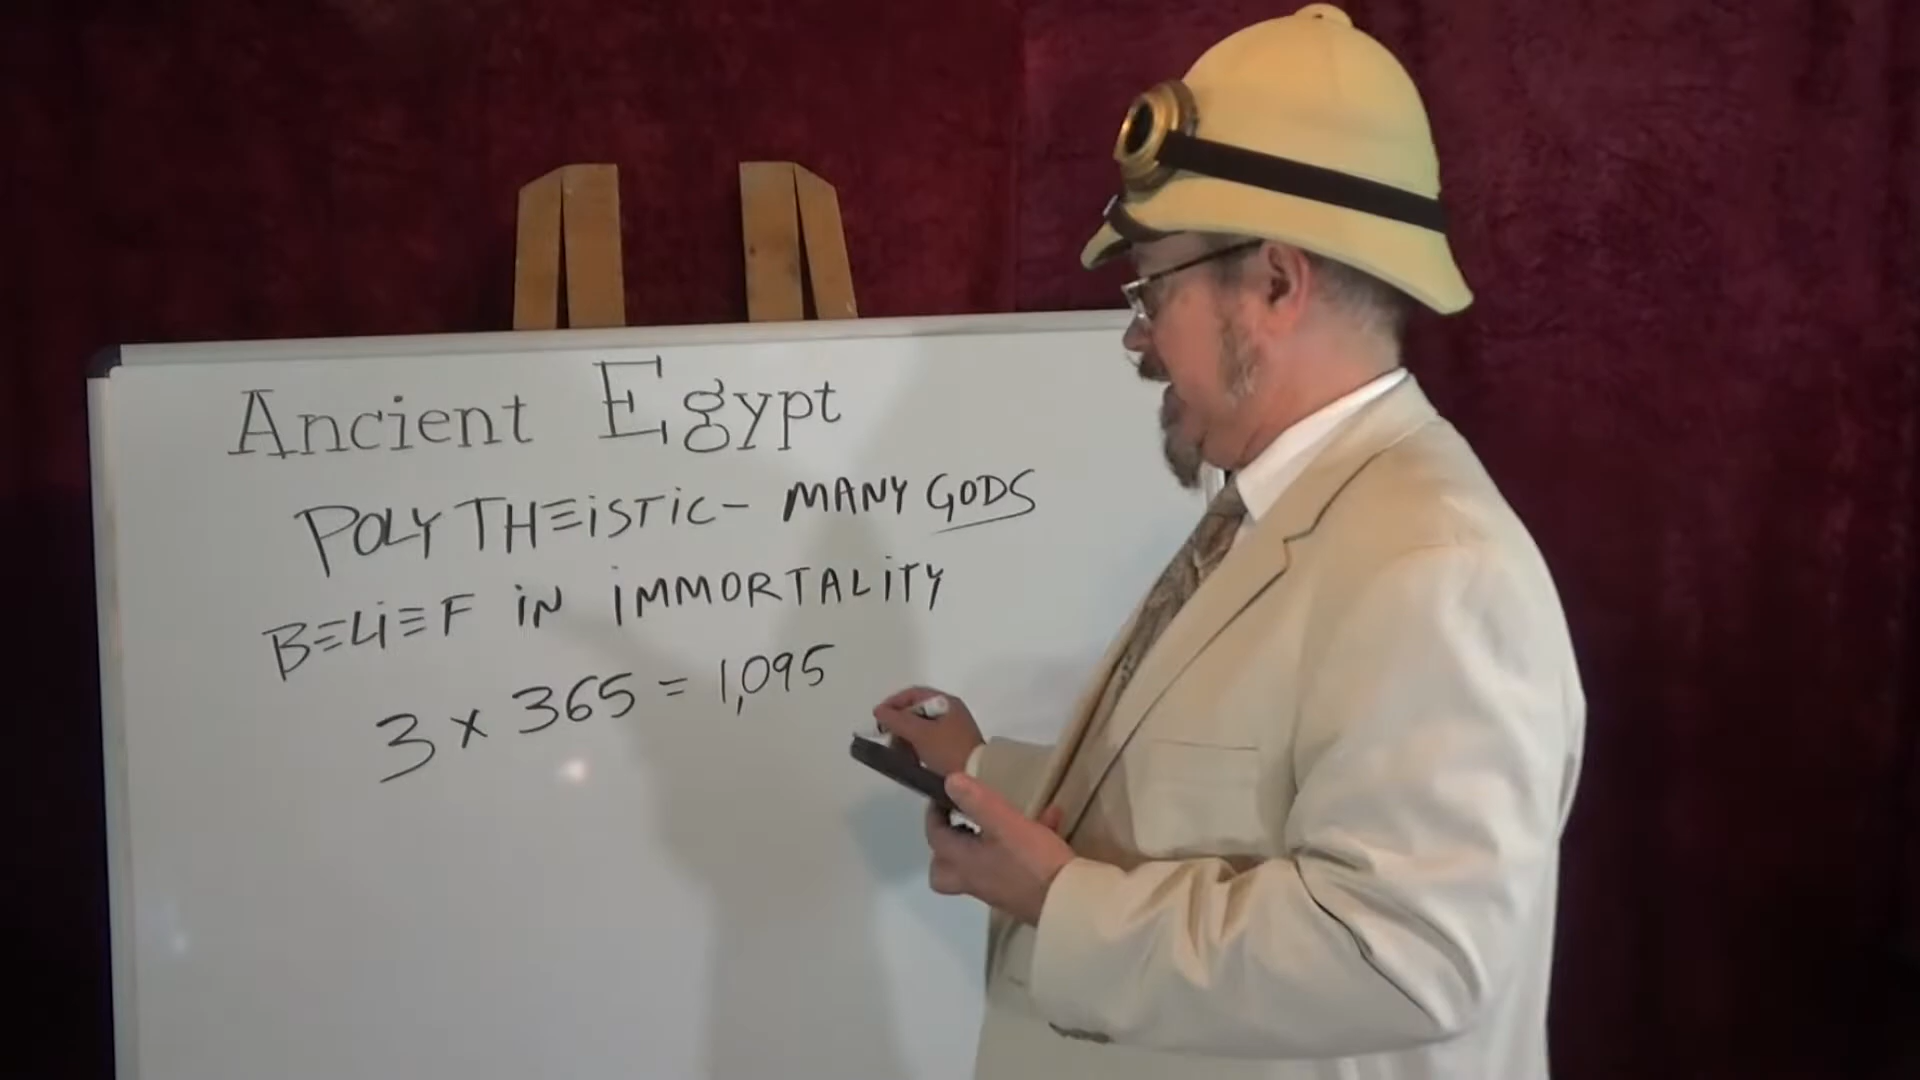 Ancient Egypt
POLYTHEiSTiC - MANY GODS
BELiEF iN iMMORTALiTY
3 x 365 = 1,095